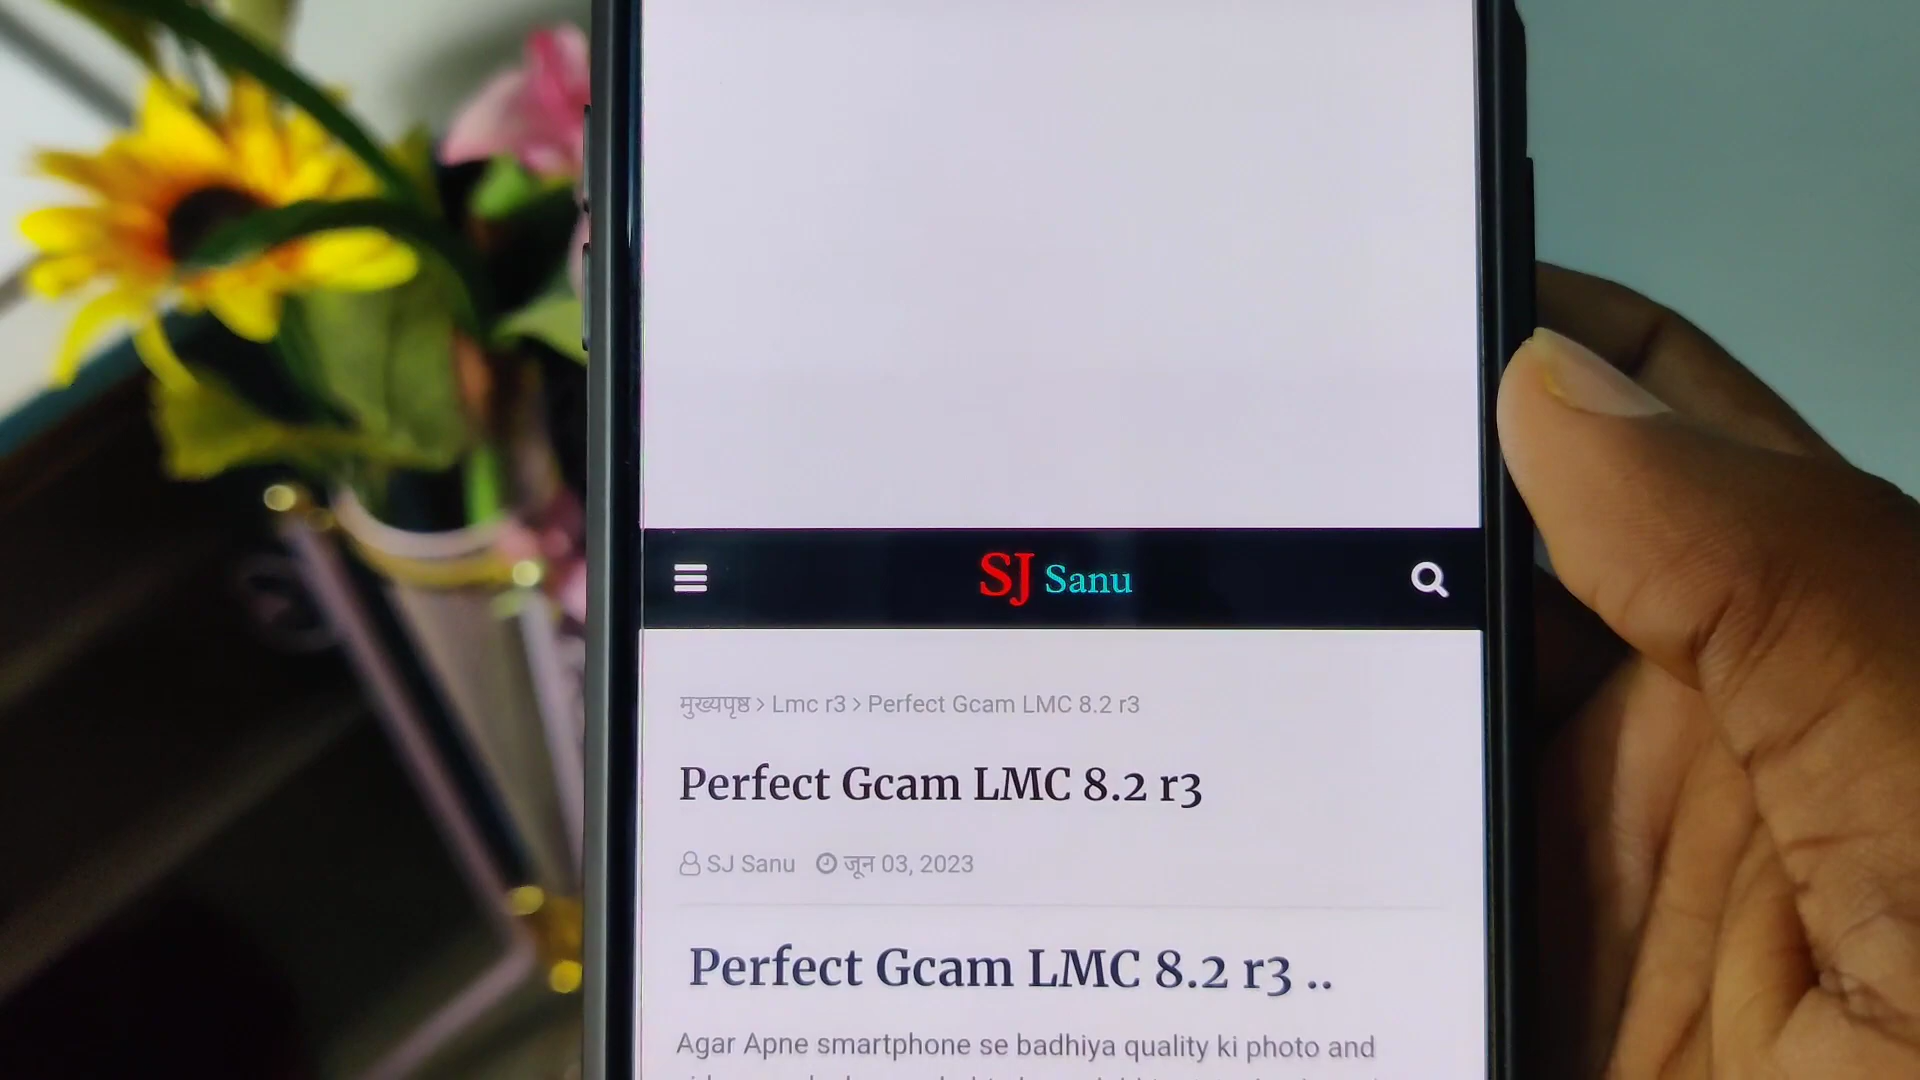 SJ Sanu
मुख्यपृष्ठ > Lmc r3 > Perfect Gcam LMC 8.2 r3
Perfect Gcam LMC 8.2 r3
SJ Sanu जून 03, 2023
Perfect Gcam LMC 8.2 r3 ..
Agar Apne smartphone se badhiya quality ki photo and